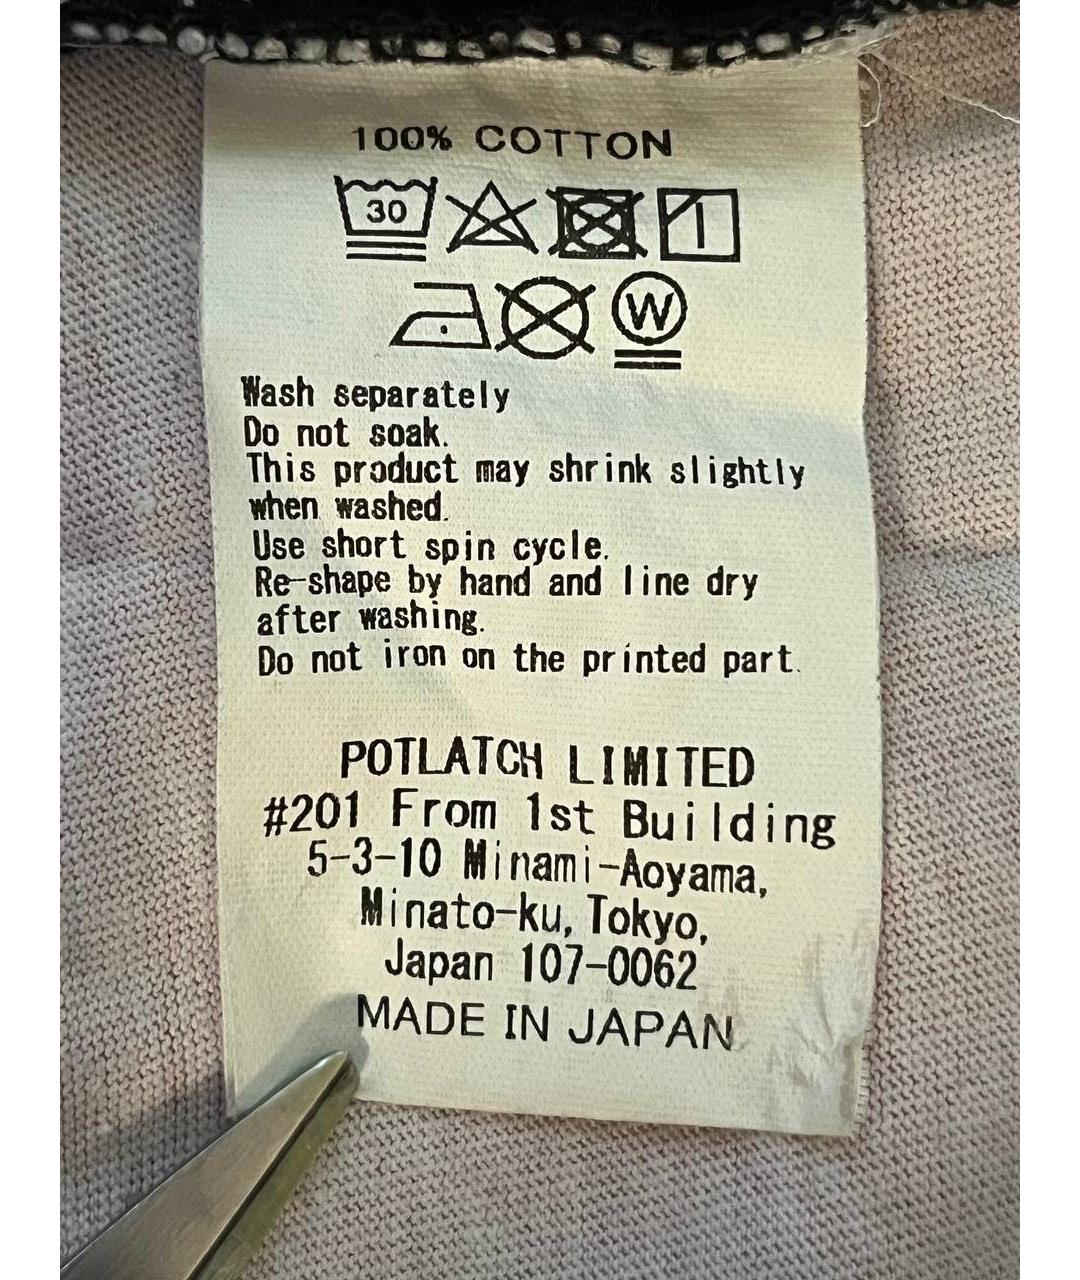 100% COTTON
30
W
Wash separately
Do not soak.
This product may shrink slightly
when washed.
Use short spin cycle.
Re-shape by hand and line dry
after washing.
Do not iron on the printed part.
POTLATCH LIMITED
#201 From 1st Building
5-3-10 Minami-Aoyama,
Minato-ku, Tokyo,
Japan 107-0062
MADE IN JAPAN